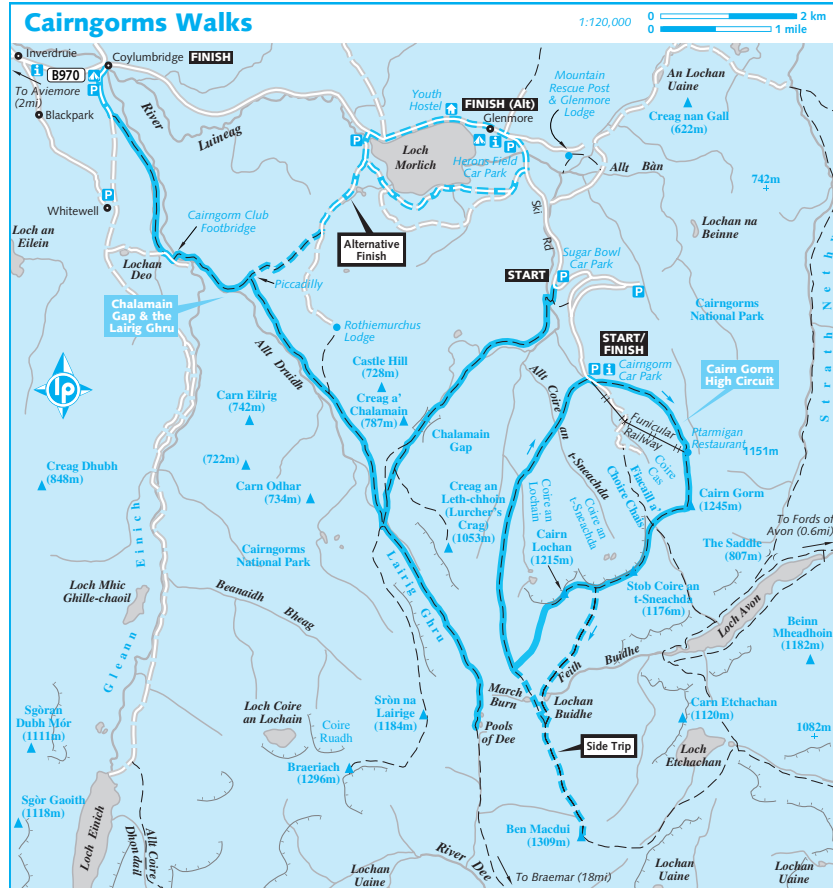 Cairngorms Walks
1:120,000
0 2 km
0 1 mile
Inverdruie
Coylumbridge FINISH
B970
To Aviemore
(2mi)
Blackpark
River
Luineag
Youth
Hostel
FINISH (Alt)
Glenmore
Mountain
Rescue Post
& Glenmore
Lodge
An Lochan
Uaine
Creag nan Gall
(622m)
Loch
Morlich
Herons Field
Car Park
Allt Bàn
742m
Whitewell
Cairngorm Club
Footbridge
Loch an
Eilein
Lochan
Deo
Alternative
Finish
Piccadilly
Ski
Rd
Lochan na
Beinne
Sugar Bowl
Car Park
START
Strath Nethy
Chalamain
Gap & the
Lairig Ghru
Rothiemurchus
Lodge
Cairngorms
National Park
START/
FINISH
Cairngorm
Car Park
Cairn Gorm
High Circuit
lp
Allt Druidh
Castle Hill
(728m)
Carn Eilrig
(742m)
Creag a'
Chalamain
(787m)
Allt Coire an
t-Sneachda
Funicular
Railway
Ptarmigan
Restaurant
1151m
Chalamain
Gap
(722m)
Creag Dhubh
(848m)
Carn Odhar
(734m)
Creag an
Leth-choin
(Lurcher's
Crag)
(1053m)
Coire an
Lochain
Coire an
t-Sneachda
Fiacaill a'
Choire Chais
Coire
Cas
Cairn Gorm
(1245m)
To Fords of
Avon (0.6mi)
Cairn
Lochan
(1215m)
The Saddle
(807m)
Cairngorms
National Park
Gleann Einich
Lairig Ghru
Loch Mhic
Ghille-chaoil
Beanaidh
Bheag
Stob Coire an
t-Sneachda
(1176m)
Loch Avon
Beinn
Mheadhoin
(1182m)
Feith Buidhe
March
Burn
Lochan
Buidhe
Sgòran
Dubh Mór
(1111m)
Loch Coire
an Lochain
Coire
Ruadh
Sròn na
Lairige
(1184m)
Pools
of Dee
Carn Etchachan
(1120m)
1082m
Side Trip
Loch
Etchachan
Braeriach
(1296m)
Sgòr Gaoith
(1118m)
Loch Einich
Allt Coire
Dhondail
Ben Macdui
(1309m)
River Dee
Lochan
Uaine
To Braemar (18mi)
Lochan
Uaine
Lochan
Uaine